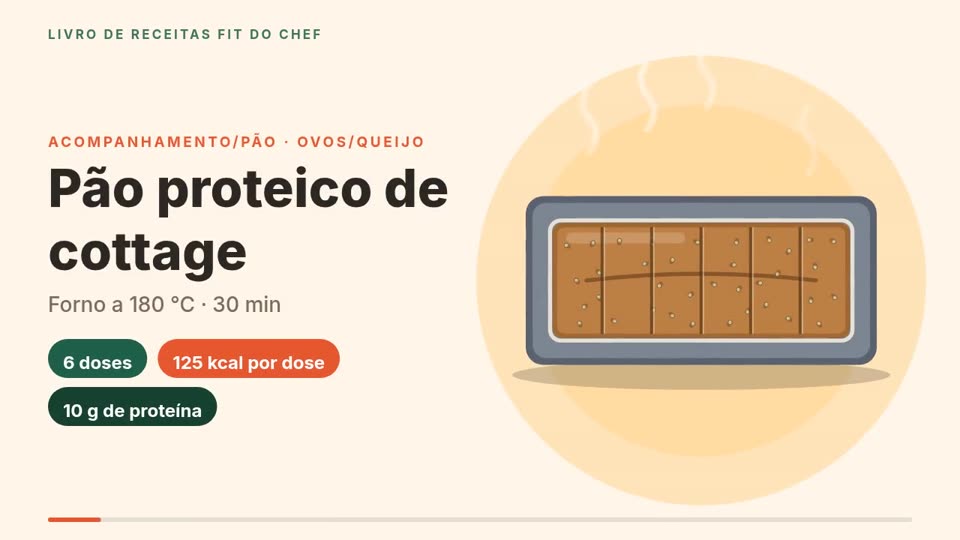 LIVRO DE RECEITAS FIT DO CHEF
ACOMPANHAMENTO/PÃO · OVOS/QUEIJO
Pão proteico de
cottage
Forno a 180 °C · 30 min
6 doses
125 kcal por dose
10 g de proteína